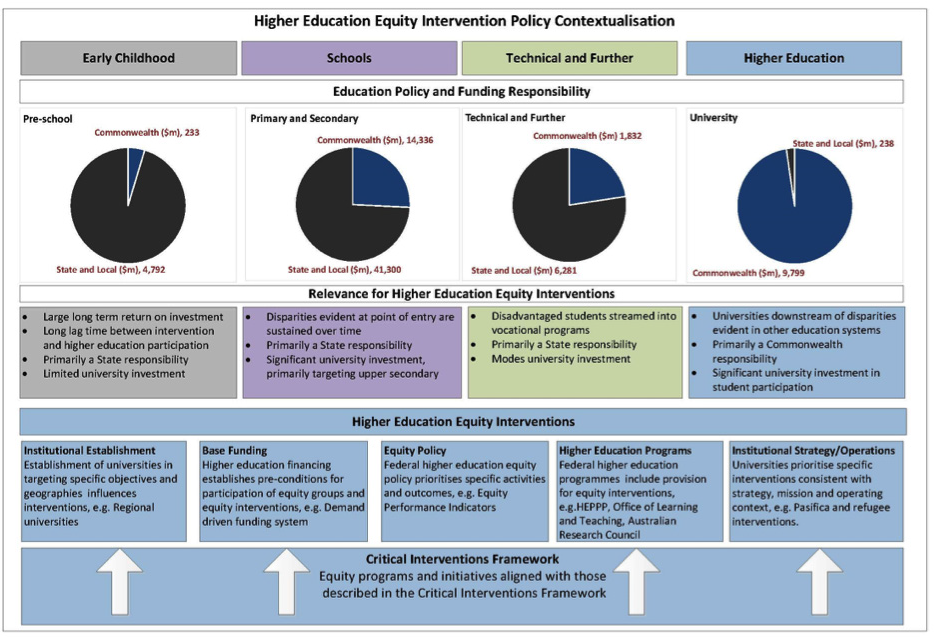 Higher Education Equity Intervention Policy Contextualisation
Early Childhood
Schools
Technical and Further
Higher Education
Education Policy and Funding Responsibility
Pre-school
Commonwealth ($m), 233
State and Local ($m), 4,792
Primary and Secondary
Commonwealth ($m), 14,336
State and Local ($m), 41,300
Technical and Further
Commonwealth ($m) 1,832
State and Local ($m) 6,281
University
State and Local ($m), 238
Commonwealth ($m), 9,799
Relevance for Higher Education Equity Interventions
• Large long term return on investment
• Long lag time between intervention
and higher education participation
• Primarily a State responsibility
• Limited university investment
• Disparities evident at point of entry are
sustained over time
• Primarily a State responsibility
• Significant university investment,
primarily targeting upper secondary
• Disadvantaged students streamed into
vocational programs
• Primarily a State responsibility
• Modes university investment
• Universities downstream of disparities
evident in other education systems
• Primarily a Commonwealth
responsibility
• Significant university investment in
student participation
Higher Education Equity Interventions
Institutional Establishment
Establishment of universities in
targeting specific objectives and
geographies influences
interventions, e.g. Regional
universities
Base Funding
Higher education financing
establishes pre-conditions for
participation of equity groups and
equity interventions, e.g. Demand
driven funding system
Equity Policy
Federal higher education equity
policy prioritises specific activities
and outcomes, e.g. Equity
Performance Indicators
Higher Education Programs
Federal higher education
programmes include provision
for equity interventions,
e.g.HEPPP, Office of Learning
and Teaching, Australian
Research Council
Institutional Strategy/Operations
Universities prioritise specific
interventions consistent with
strategy, mission and operating
context, e.g. Pasifica and refugee
interventions.
Critical Interventions Framework
Equity programs and initiatives aligned with those
described in the Critical Interventions Framework